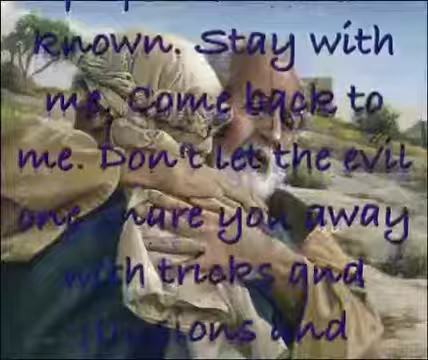 known. Stay with
me. Come back to
me. Don't let the evil
one snare you away
with tricks and
and